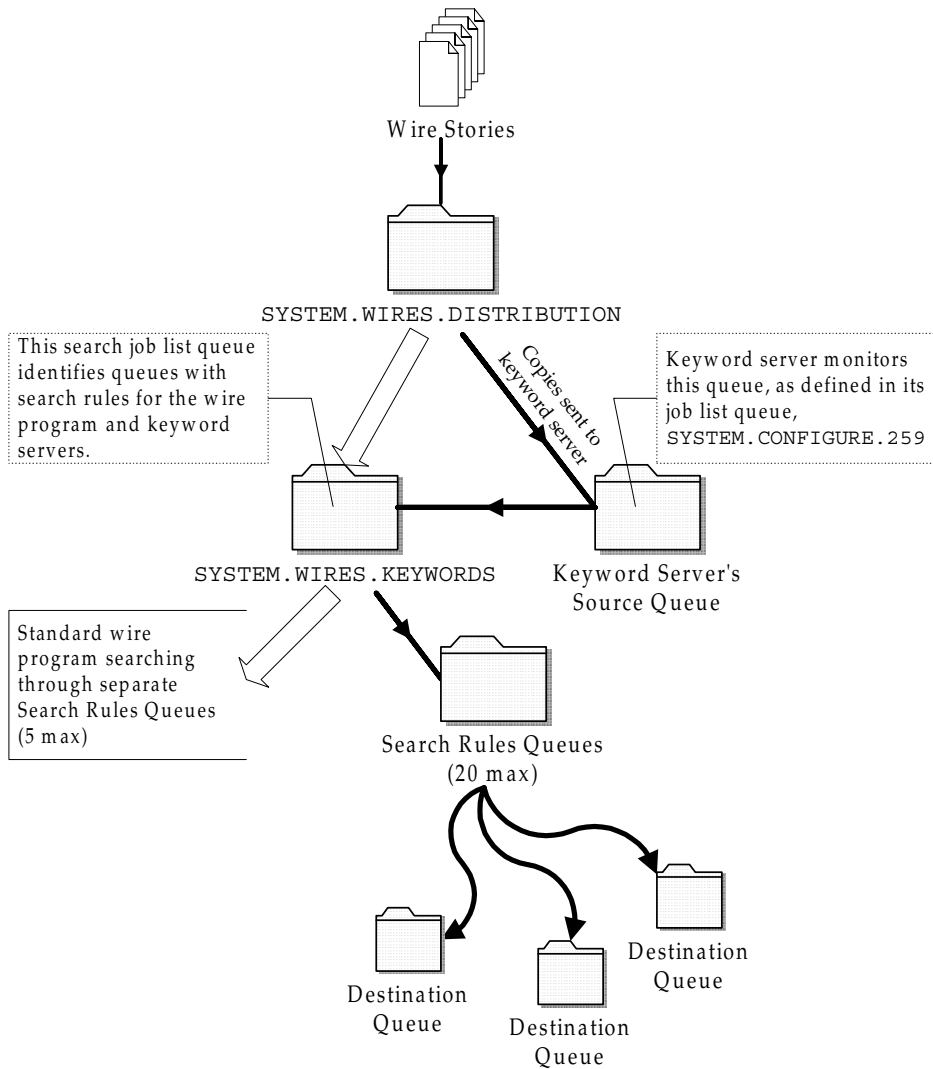 Wire Stories
SYSTEM.WIRES.DISTRIBUTION
This search job list queue
identifies queues with
search rules for the wire
program and keyword
servers.
Copies sent to
keyword server
Keyword server monitors
this queue, as defined in its
job list queue,
SYSTEM.CONFIGURE.259
SYSTEM.WIRES.KEYWORDS
Keyword Server's
Source Queue
Standard wire
program searching
through separate
Search Rules Queues
(5 max)
Search Rules Queues
(20 max)
Destination
Queue
Destination
Queue
Destination
Queue